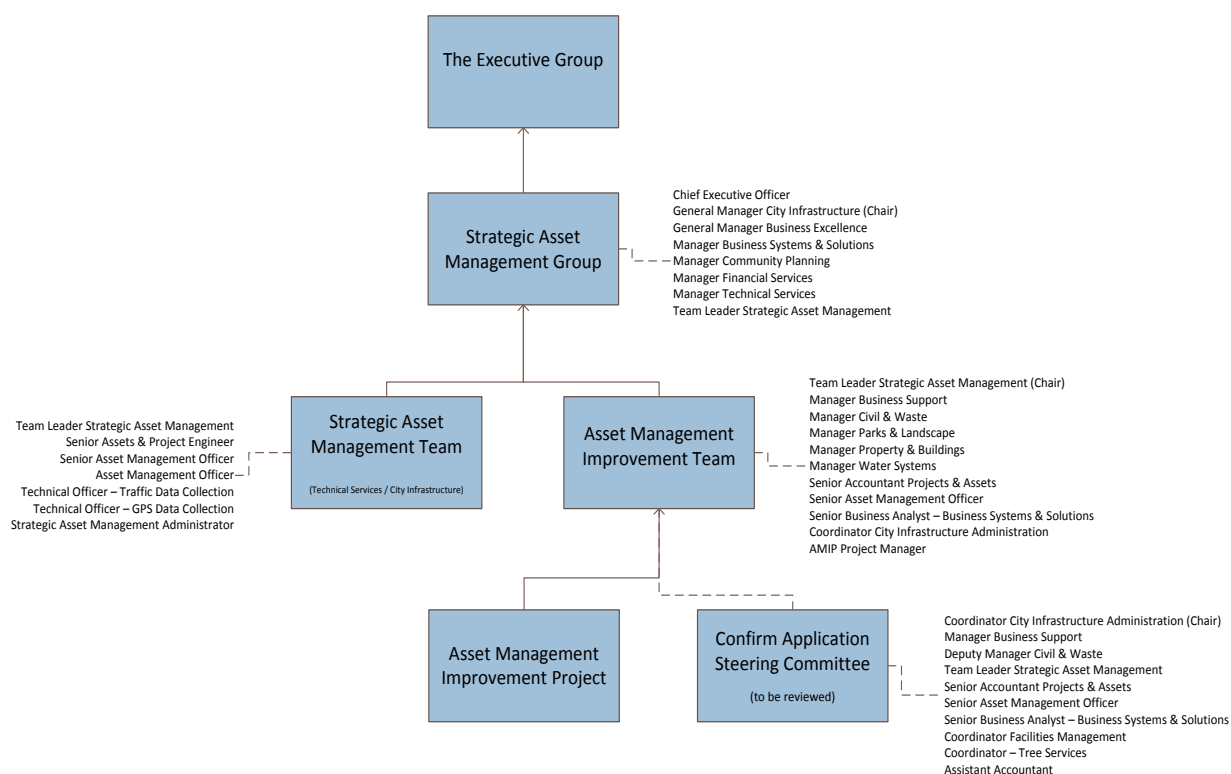 The Executive Group
Strategic Asset
Management Group
Chief Executive Officer
General Manager City Infrastructure (Chair)
General Manager Business Excellence
Manager Business Systems & Solutions
Manager Community Planning
Manager Financial Services
Manager Technical Services
Team Leader Strategic Asset Management
Team Leader Strategic Asset Management
Senior Assets & Project Engineer
Senior Asset Management Officer
Asset Management Officer
Technical Officer – Traffic Data Collection
Technical Officer – GPS Data Collection
Strategic Asset Management Administrator
Strategic Asset
Management Team
(Technical Services / City Infrastructure)
Asset Management
Improvement Team
Team Leader Strategic Asset Management (Chair)
Manager Business Support
Manager Civil & Waste
Manager Parks & Landscape
Manager Property & Buildings
Manager Water Systems
Senior Accountant Projects & Assets
Senior Asset Management Officer
Senior Business Analyst – Business Systems & Solutions
Coordinator City Infrastructure Administration
AMIP Project Manager
Asset Management
Improvement Project
Confirm Application
Steering Committee
(to be reviewed)
Coordinator City Infrastructure Administration (Chair)
Manager Business Support
Deputy Manager Civil & Waste
Team Leader Strategic Asset Management
Senior Accountant Projects & Assets
Senior Asset Management Officer
Senior Business Analyst – Business Systems & Solutions
Coordinator Facilities Management
Coordinator – Tree Services
Assistant Accountant